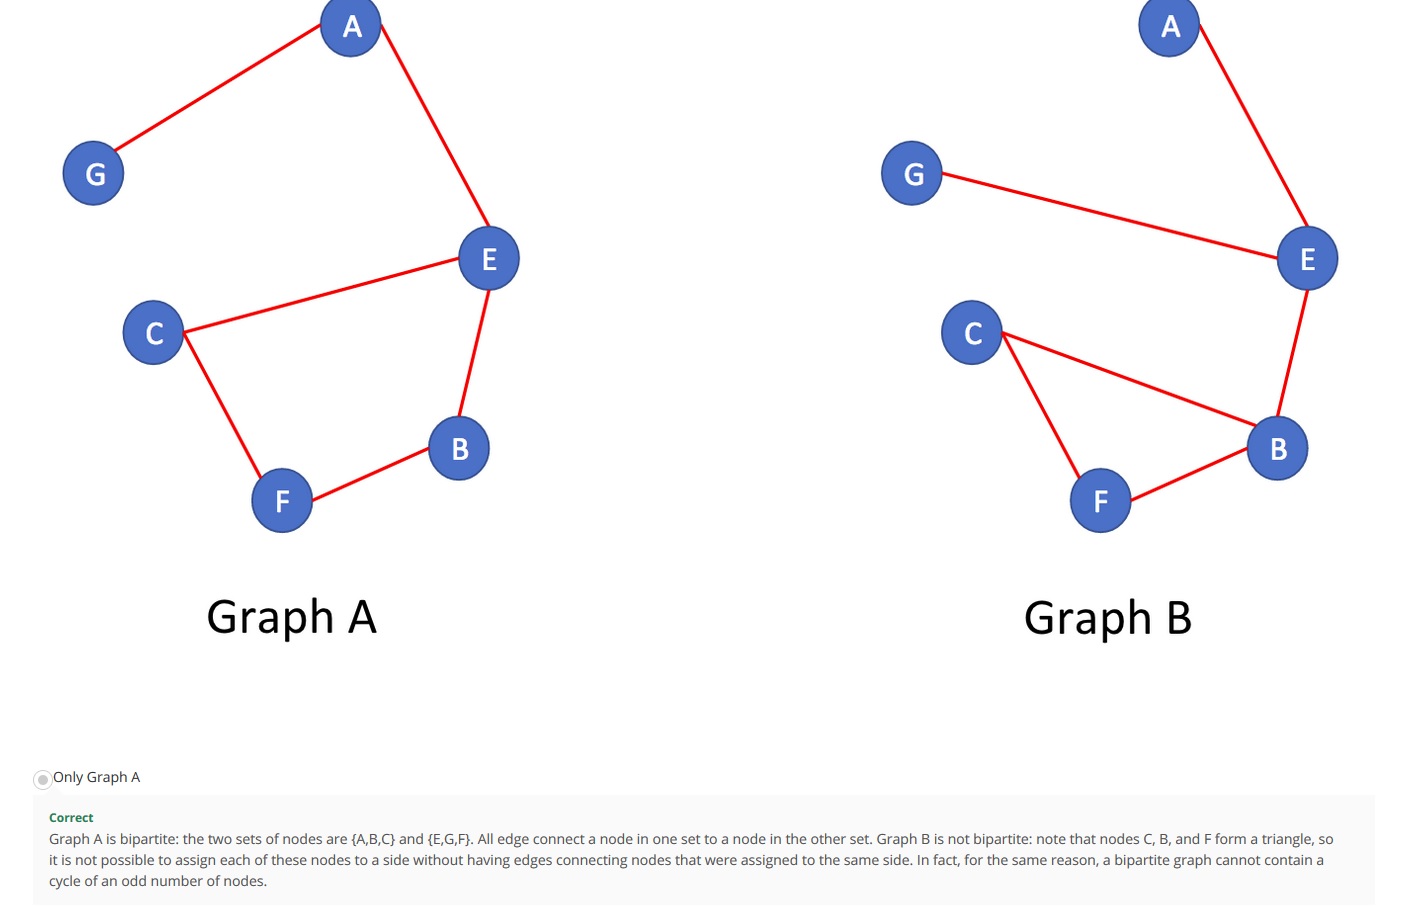 A
A
G
G
E
E
C
C
B
B
F
F
Graph A
Graph B
Only Graph A
Correct
Graph A is bipartite: the two sets of nodes are {A,B,C} and {E,G,F}. All edge connect a node in one set to a node in the other set. Graph B is not bipartite: note that nodes C, B, and F form a triangle, so
it is not possible to assign each of these nodes to a side without having edges connecting nodes that were assigned to the same side. In fact, for the same reason, a bipartite graph cannot contain a
cycle of an odd number of nodes.